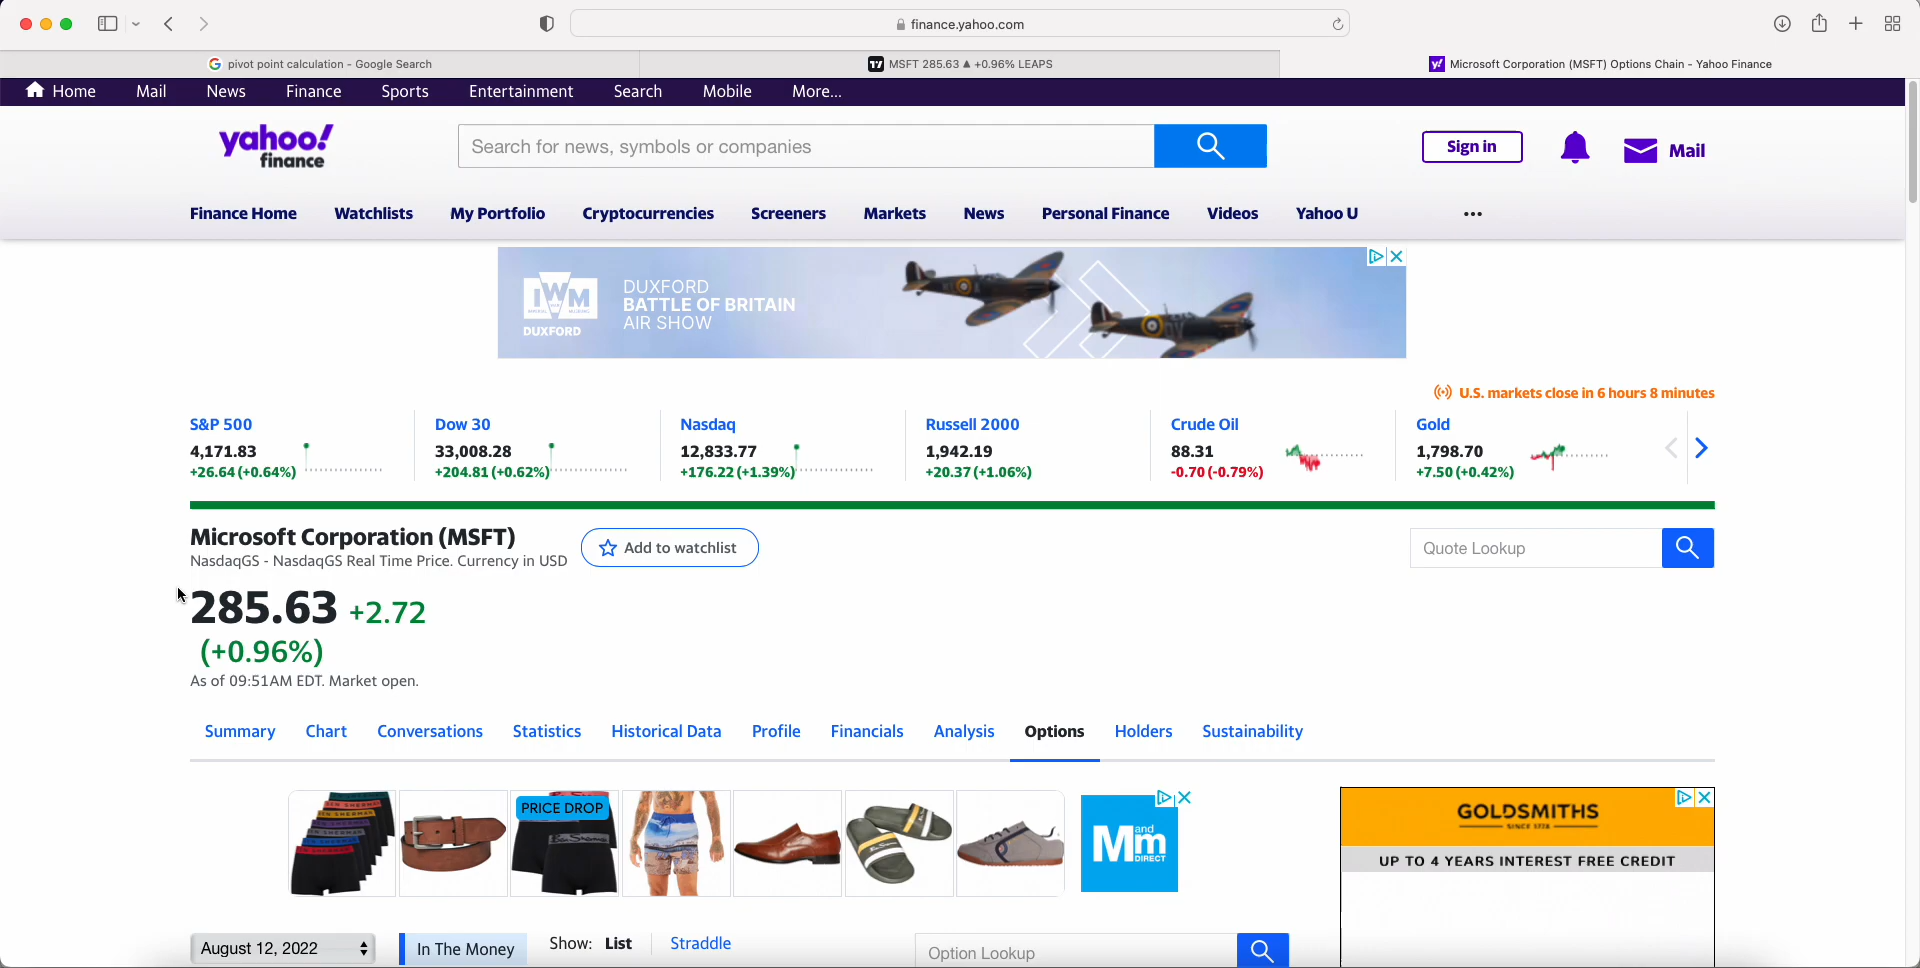 finance.yahoo.com
pivot point calculation - Google Search
MSFT 285.63 ▲ +0.96% LEAPS
Microsoft Corporation (MSFT) Options Chain - Yahoo Finance
Home Mail News Finance Sports Entertainment Search Mobile More...
yahoo! finance
Search for news, symbols or companies
Sign in
Mail
Finance Home Watchlists My Portfolio Cryptocurrencies Screeners Markets News Personal Finance Videos Yahoo U ...
IWM
DUXFORD
DUXFORD
BATTLE OF BRITAIN
AIR SHOW
U.S. markets close in 6 hours 8 minutes
S&P 500
4,171.83
+26.64 (+0.64%)
Dow 30
33,008.28
+204.81 (+0.62%)
Nasdaq
12,833.77
+176.22 (+1.39%)
Russell 2000
1,942.19
+20.37 (+1.06%)
Crude Oil
88.31
-0.70 (-0.79%)
Gold
1,798.70
+7.50 (+0.42%)
Microsoft Corporation (MSFT)
NasdaqGS - NasdaqGS Real Time Price. Currency in USD
Add to watchlist
Quote Lookup
285.63 +2.72
(+0.96%)
As of 09:51AM EDT. Market open.
Summary Chart Conversations Statistics Historical Data Profile Financials Analysis Options Holders Sustainability
PRICE DROP
MandM
DIRECT
GOLDSMITHS
UP TO 4 YEARS INTEREST FREE CREDIT
August 12, 2022
In The Money
Show: List Straddle
Option Lookup